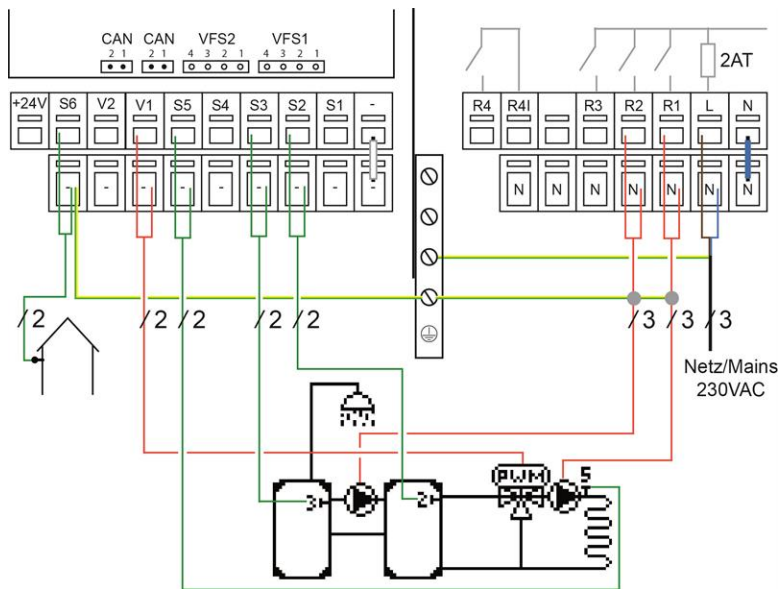 CAN CAN VFS2 VFS1
2 1 2 1 4 3 2 1 4 3 2 1
2AT
+24V S6 V2 V1 S5 S4 S3 S2 S1 - R4 R4I R3 R2 R1 L N
- - - - - - - - - N N N N N N
/2 /2 /2 /2 /2 /3 /3 /3
Netz/Mains
230VAC
PWM S
3 2